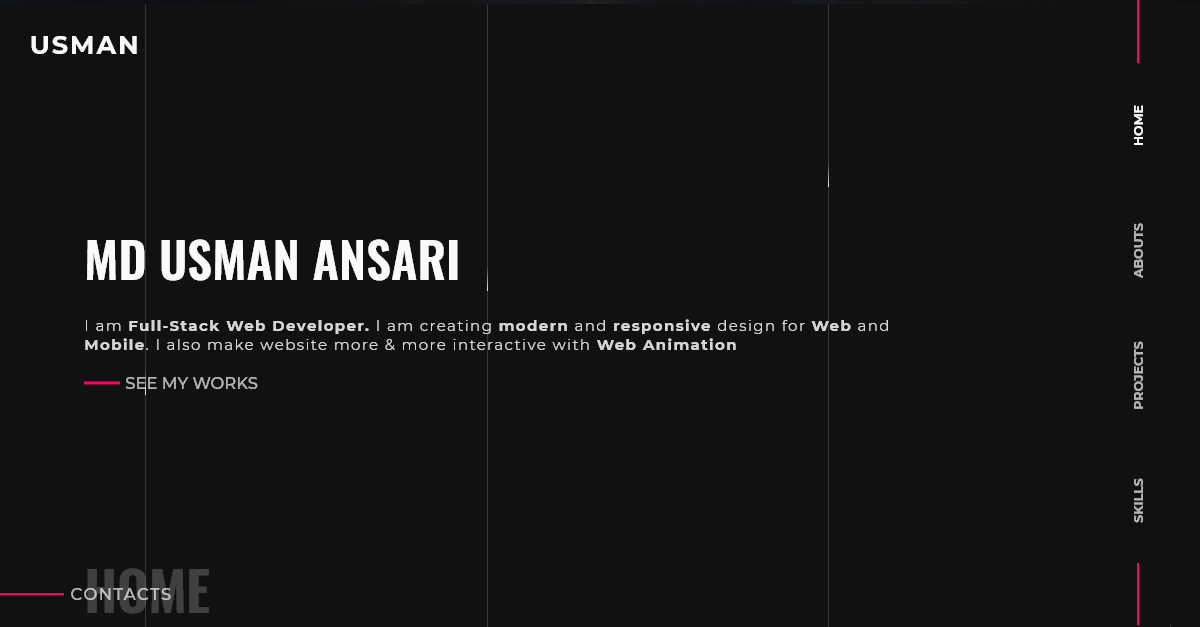 USMAN
HOME
ABOUTS
PROJECTS
SKILLS
MD USMAN ANSARI
I am Full-Stack Web Developer. I am creating modern and responsive design for Web and
Mobile. I also make website more & more interactive with Web Animation
SEE MY WORKS
HOME
CONTACTS